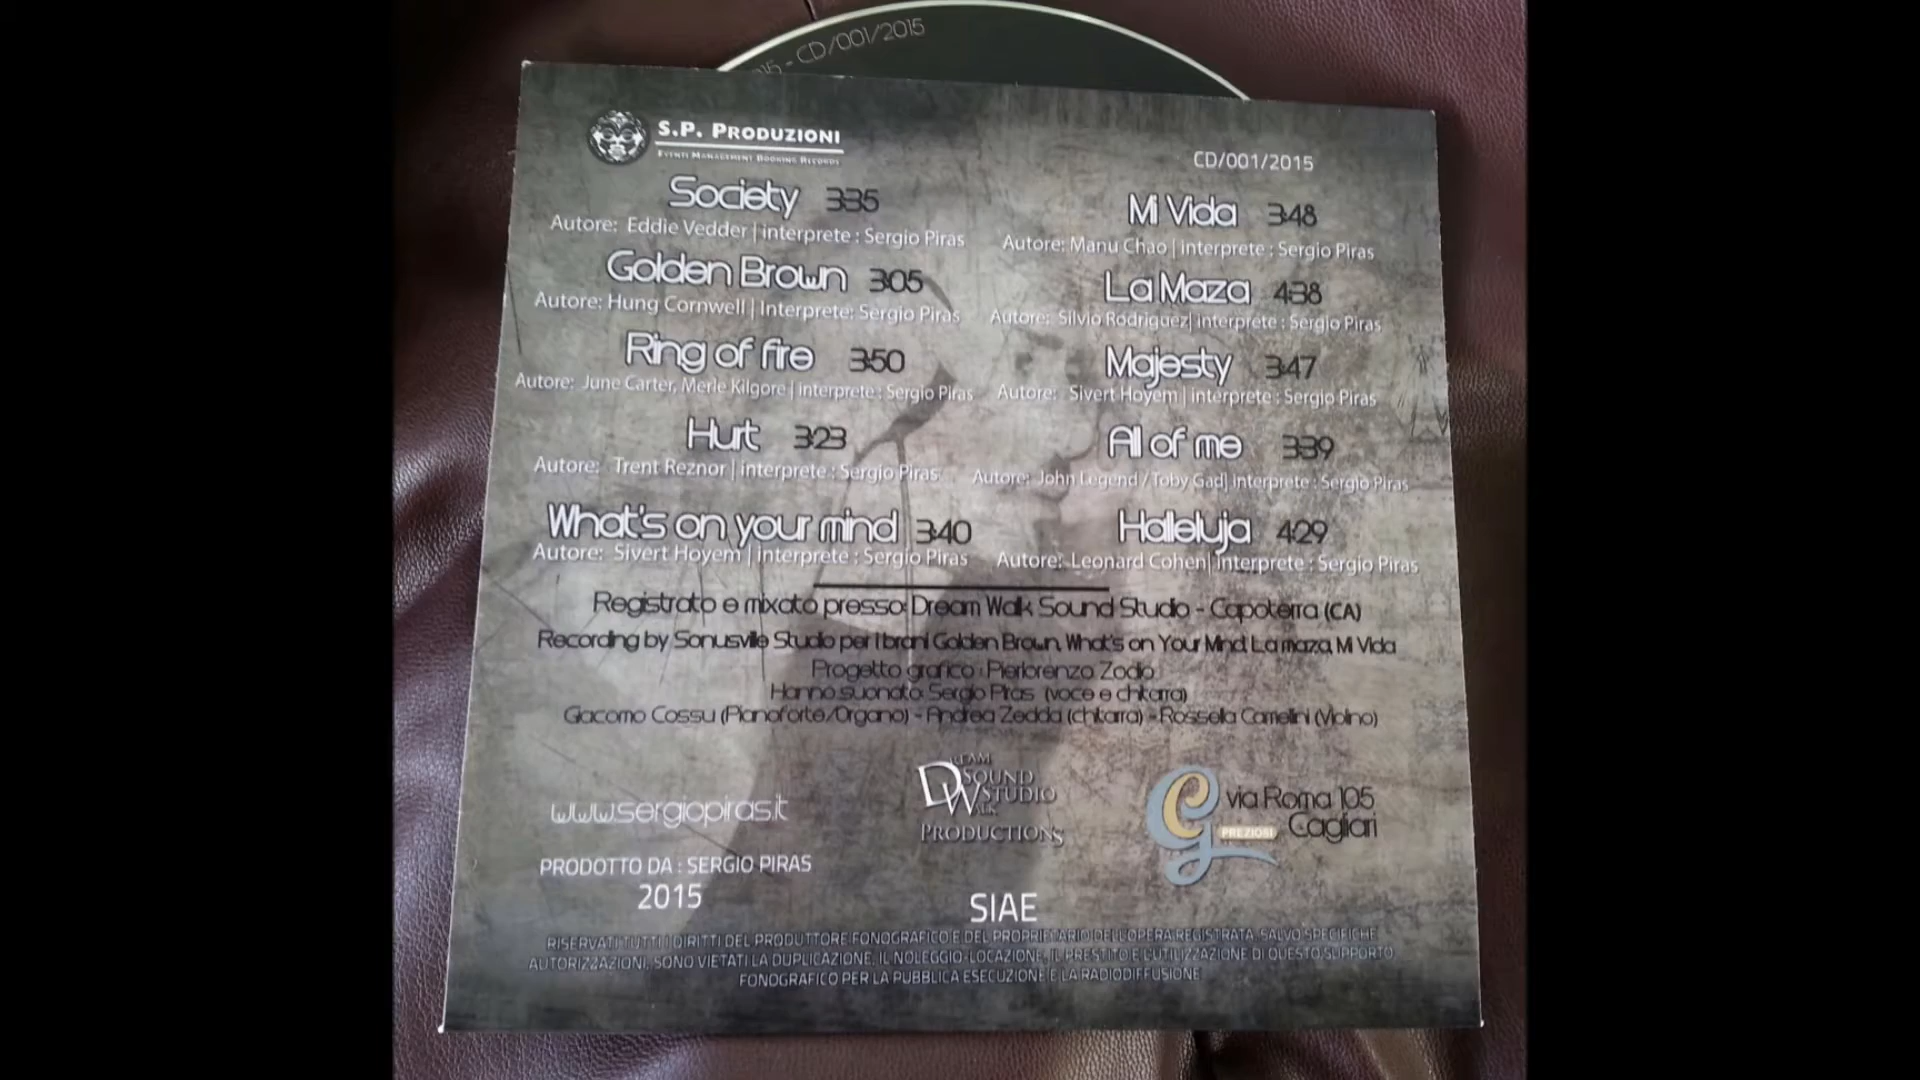 15 - CD/001/2015
S.P. PRODUZIONI
EVENTI MANAGEMENT BOOKING RECORDS
CD/001/2015
Society 3:35
Autore: Eddie Vedder | interprete : Sergio Piras
Golden Brown 3:05
Autore: Hung Cornwell | Interprete: Sergio Piras
Ring of fire 3:50
Autore: June Carter, Merle Kilgore | interprete : Sergio Piras
Hurt 3:23
Autore: Trent Reznor | interprete : Sergio Piras
What's on your mind 3:40
Autore: Sivert Hoyem | interprete : Sergio Piras
Mi Vida 3:48
Autore: Manu Chao | interprete : Sergio Piras
La Maza 4:38
Autore: Silvio Rodriguez| interprete : Sergio Piras
Majesty 3:47
Autore: Sivert Hoyem | interprete : Sergio Piras
All of me 3:39
Autore: John Legend / Toby Gad| interprete : Sergio Piras
Halleluja 4:29
Autore: Leonard Cohen| interprete : Sergio Piras
Registrato e mixato presso: Dream Walk Sound Studio - Capoterra (CA)
Recording by Sonusville Studio per i brani Golden Brown, What's on Your Mind, La maza, Mi Vida
Progetto grafico : Pierlorenzo Zodio
Hanno suonato: Sergio Piras (voce e chitarra)
Giacomo Cossu (Pianoforte/Organo) - Andrea Zedda (chitarra) - Rossella Camelini (Violino)
www.sergiopiras.it
PRODOTTO DA : SERGIO PIRAS
2015
DREAM
SOUND
STUDIO
WALK
PRODUCTIONS
SIAE
PREZIOSI
via Roma 105
Cagliari
RISERVATI TUTTI I DIRITTI DEL PRODUTTORE FONOGRAFICO E DEL PROPRIETARIO DELL'OPERA REGISTRATA. SALVO SPECIFICHE
AUTORIZZAZIONI, SONO VIETATI LA DUPLICAZIONE, IL NOLEGGIO-LOCAZIONE, IL PRESTITO E L'UTILIZZAZIONE DI QUESTO SUPPORTO
FONOGRAFICO PER LA PUBBLICA ESECUZIONE E LA RADIODIFFUSIONE